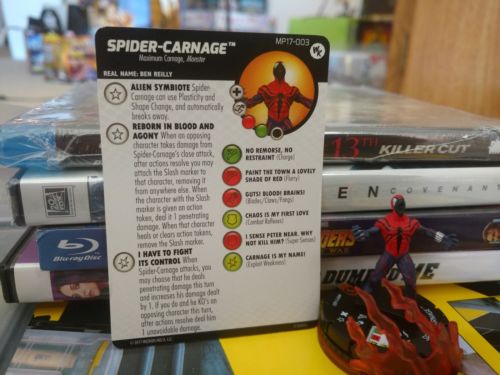 MP17-003
SPIDER-CARNAGE™
Maximum Carnage, Monster
REAL NAME: BEN REILLY
ALIEN SYMBIOTE Spider-
Carnage can use Plasticity and
Shape Change, and automatically
breaks away.
REBORN IN BLOOD AND
AGONY When an opposing
character takes damage from
Spider-Carnage's close attack,
after actions resolve you may
attach the Slash marker to
that character, removing it
from anywhere else. When
the character with the Slash
marker is given an action
token, deal it 1 penetrating
damage. When that character
heals or clears action tokens,
remove the Slash marker.
I HAVE TO FIGHT
ITS CONTROL When
Spider-Carnage attacks, you
may choose that he deals
penetrating damage this turn
and increases his damage dealt
by 1. If you do and he KO's an
opposing character this turn,
after actions resolve deal him
1 unavoidable damage.
NO REMORSE, NO
RESTRAINT (Charge)
PAINT THE TOWN A LOVELY
SHADE OF RED (Flurry)
GUTS! BLOOD! BRAINS!
(Blades/Claws/Fangs)
CHAOS IS MY FIRST LOVE
(Combat Reflexes)
I SENSE PETER NEAR. WHY
NOT KILL HIM? (Super Senses)
CARNAGE IS MY NAME!
(Exploit Weakness)
13TH KILLER CUT
FOX
EN COVENANT
Blu-ray Disc
WAR
DUMB